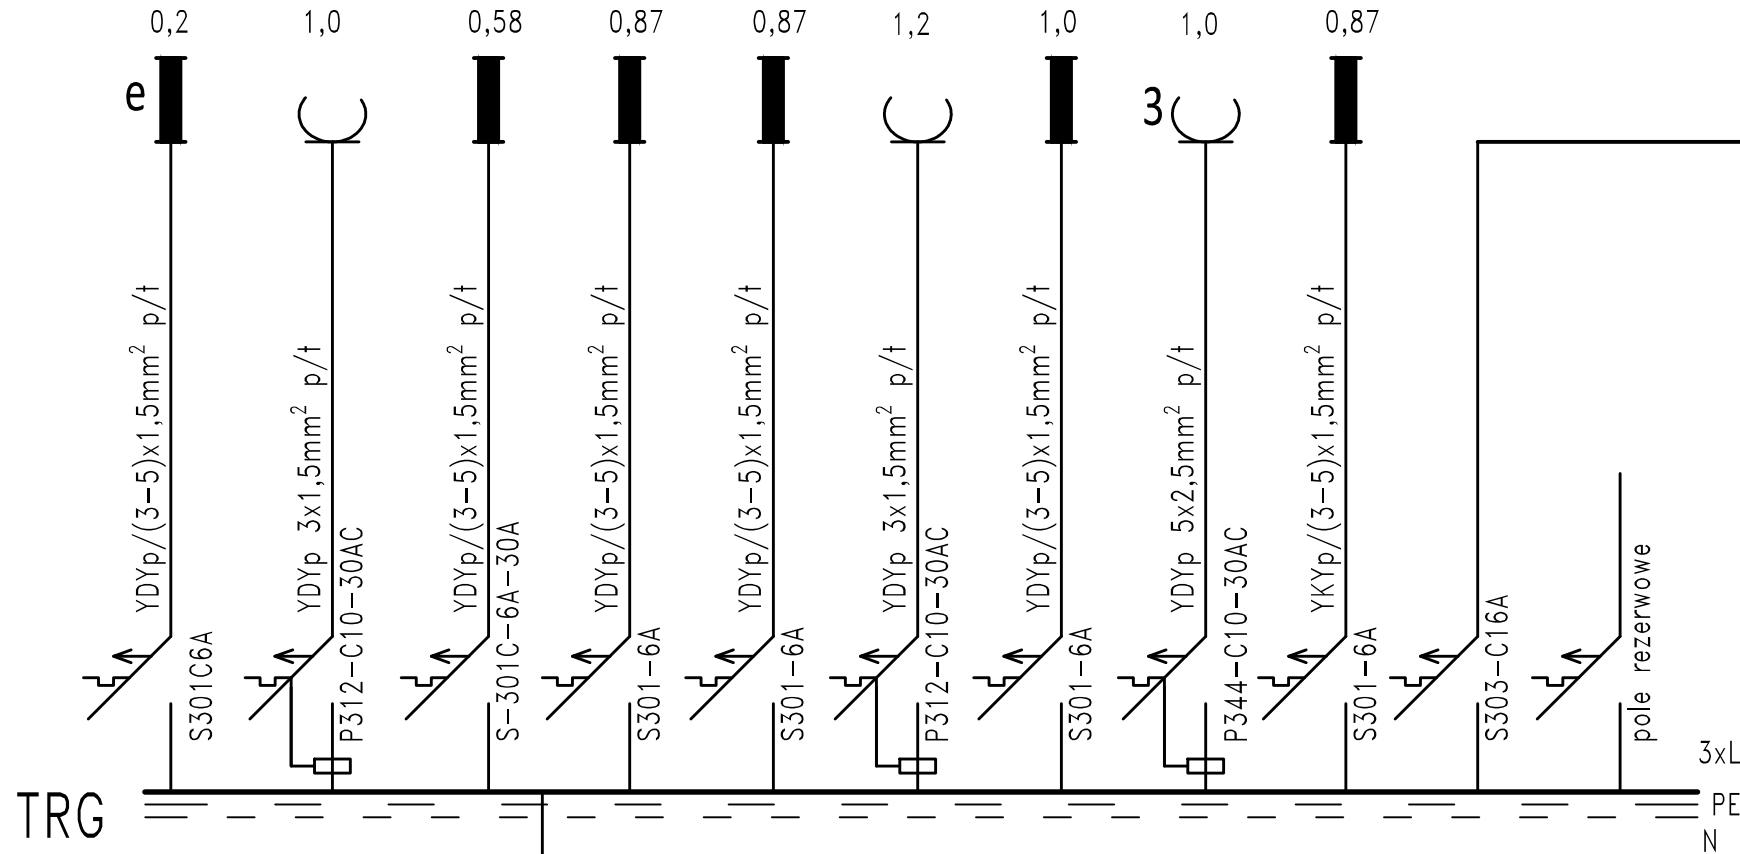 0,2 1,0 0,58 0,87 0,87 1,2 1,0 1,0 0,87
e
3
YDYp/(3-5)x1,5mm² p/t
S301C6A
YDYp 3x1,5mm² p/t
P312-C10-30AC
YDYp/(3-5)x1,5mm² p/t
S-301C-6A-30A
YDYp/(3-5)x1,5mm² p/t
S301-6A
YDYp/(3-5)x1,5mm² p/t
S301-6A
YDYp 3x1,5mm² p/t
P312-C10-30AC
YDYp/(3-5)x1,5mm² p/t
S301-6A
YDYp 5x2,5mm² p/t
P344-C10-30AC
YKYp/(3-5)x1,5mm² p/t
S301-6A
S303-C16A
pole rezerwowe
3xL
TRG
PE
N